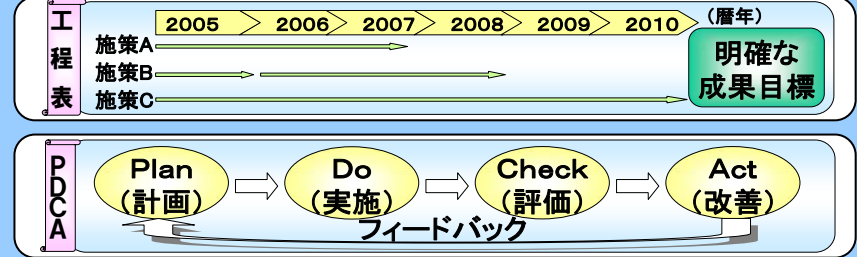 工程表
2005 2006 2007 2008 2009 2010 (暦年)
施策A
施策B
施策C
明確な
成果目標
PDCA
Plan
(計画)
Do
(実施)
Check
(評価)
Act
(改善)
フィードバック